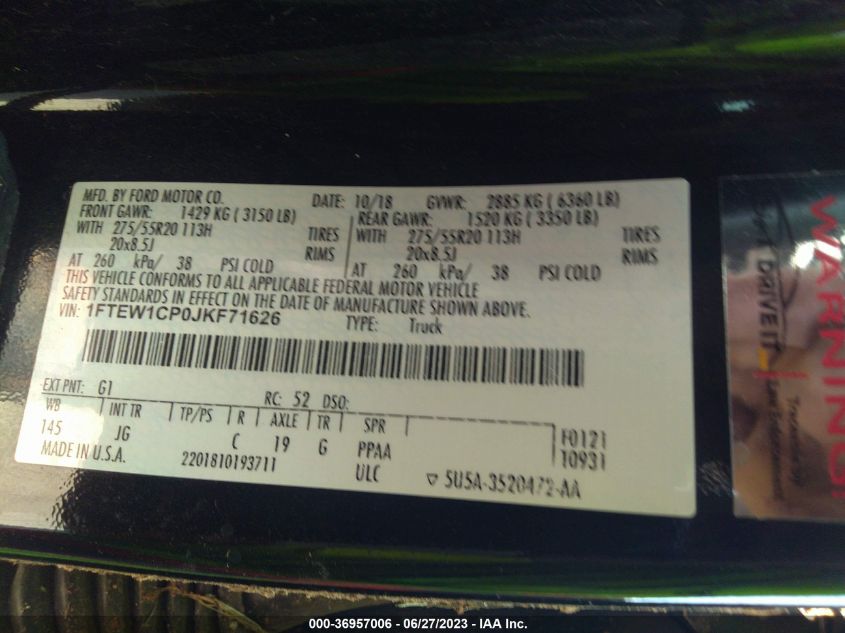 MFD. BY FORD MOTOR CO.
DATE: 10/18 GVWR: 2885 KG ( 6360 LB)
FRONT GAWR: 1429 KG ( 3150 LB)
REAR GAWR: 1520 KG ( 3350 LB)
WITH 275/55R20 113H TIRES
WITH 275/55R20 113H TIRES
20x8.5J RIMS
20x8.5J RIMS
AT 260 kPa/ 38 PSI COLD
AT 260 kPa/ 38 PSI COLD
THIS VEHICLE CONFORMS TO ALL APPLICABLE FEDERAL MOTOR VEHICLE
SAFETY STANDARDS IN EFFECT ON THE DATE OF MANUFACTURE SHOWN ABOVE.
VIN: 1FTEW1CP0JKF71626
TYPE: Truck
EXT PNT: G1 RC: 52 DSO:
WB INT TR TP/PS R AXLE TR SPR
145 JG C 19 G PPAA F0121
MADE IN U.S.A. 2201810193711 ULC T0931
▽ 5U5A-3520472-AA
WARNING!
DRIVE IT
000-36957006 / 06/27/2023 - IAA Inc.